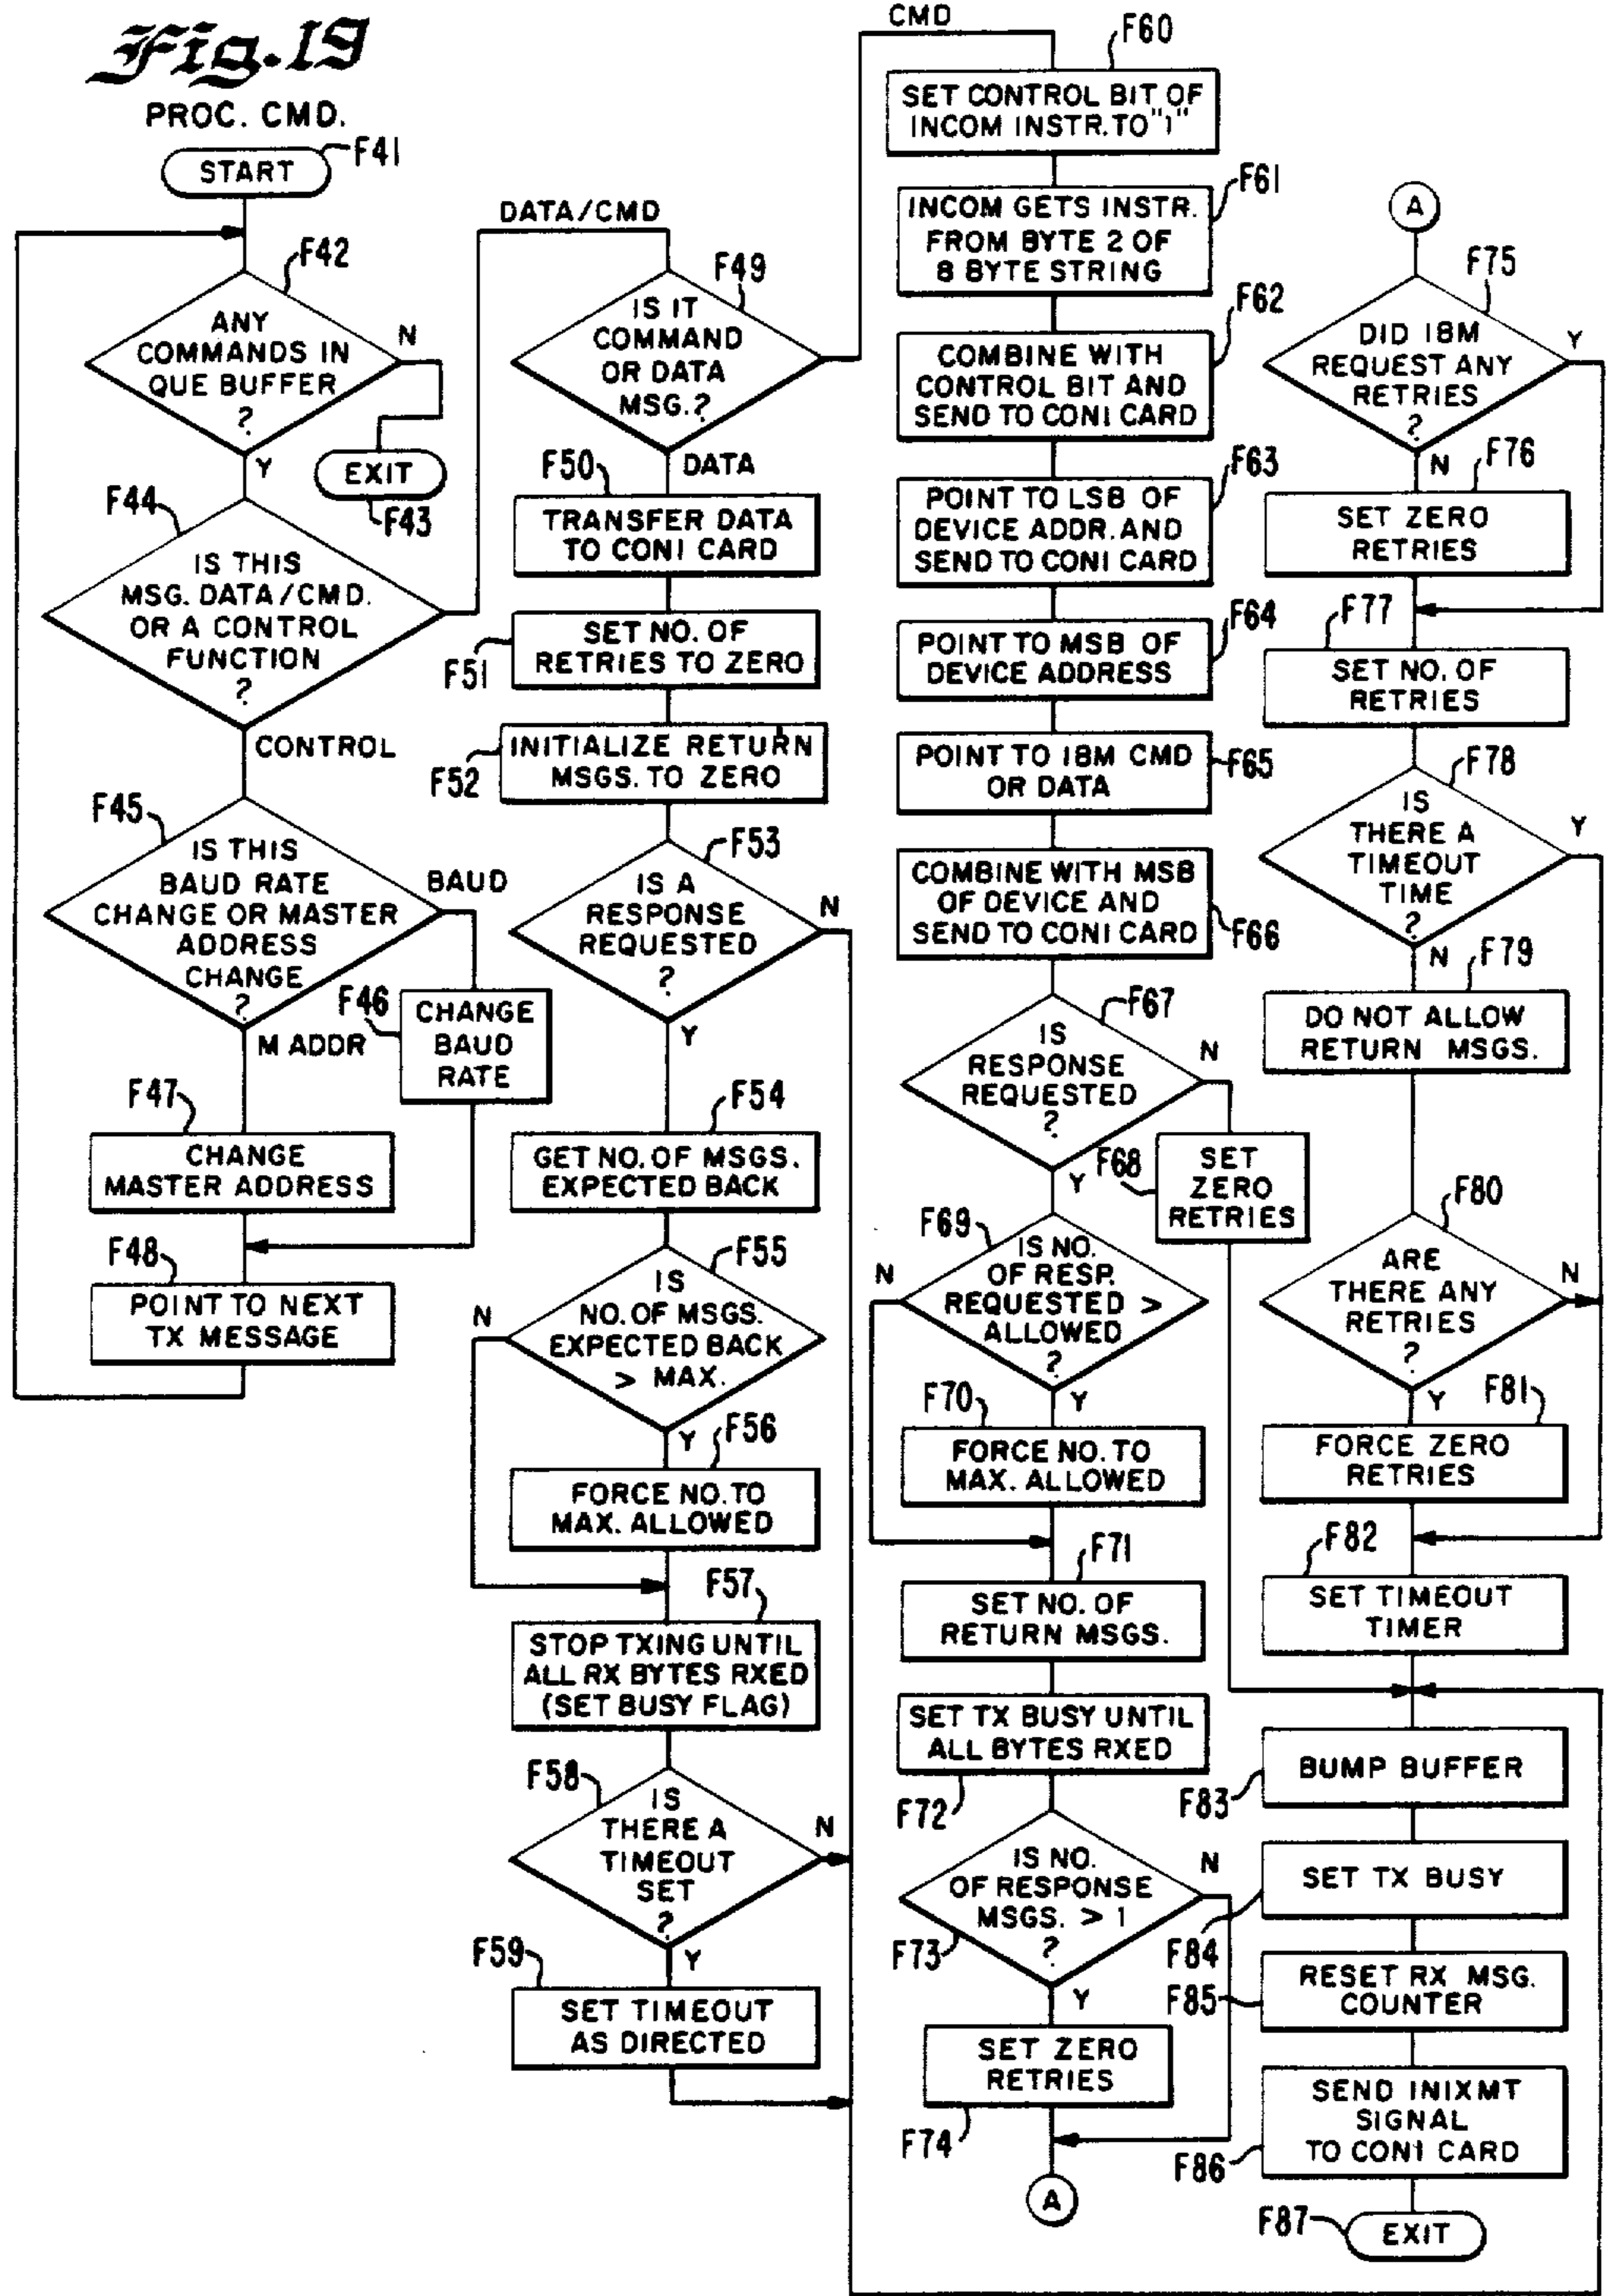 Fig. 19
PROC. CMD.
F41
START
F42
ANY
COMMANDS IN
QUE BUFFER
?
N
Y
EXIT
F43
F44
IS THIS
MSG. DATA/CMD.
OR A CONTROL
FUNCTION
?
CONTROL
F45
IS THIS
BAUD RATE
CHANGE OR MASTER
ADDRESS
CHANGE
?
BAUD
M ADDR
F46
CHANGE
BAUD
RATE
F47
CHANGE
MASTER ADDRESS
F48
POINT TO NEXT
TX MESSAGE
DATA/CMD
F49
IS IT
COMMAND
OR DATA
MSG.?
DATA
F50
TRANSFER DATA
TO CONI CARD
F51
SET NO. OF
RETRIES TO ZERO
F52
INITIALIZE RETURN
MSGS. TO ZERO
F53
IS A
RESPONSE
REQUESTED
?
N
Y
F54
GET NO. OF MSGS.
EXPECTED BACK
F55
IS
NO. OF MSGS.
EXPECTED BACK
> MAX.
N
Y
F56
FORCE NO. TO
MAX. ALLOWED
F57
STOP TXING UNTIL
ALL RX BYTES RXED
(SET BUSY FLAG)
F58
IS
THERE A
TIMEOUT
SET
?
N
Y
F59
SET TIMEOUT
AS DIRECTED
CMD
F60
SET CONTROL BIT OF
INCOM INSTR. TO "1"
F61
INCOM GETS INSTR.
FROM BYTE 2 OF
8 BYTE STRING
F62
COMBINE WITH
CONTROL BIT AND
SEND TO CONI CARD
F63
POINT TO LSB OF
DEVICE ADDR. AND
SEND TO CONI CARD
F64
POINT TO MSB OF
DEVICE ADDRESS
POINT TO IBM CMD
OR DATA
F65
COMBINE WITH MSB
OF DEVICE AND
SEND TO CONI CARD
F66
F67
IS
RESPONSE
REQUESTED
?
N
Y
F68
SET
ZERO
RETRIES
F69
IS NO.
OF RESP.
REQUESTED >
ALLOWED
?
N
Y
F70
FORCE NO. TO
MAX. ALLOWED
F71
SET NO. OF
RETURN MSGS.
SET TX BUSY UNTIL
ALL BYTES RXED
F72
IS NO.
OF RESPONSE
MSGS. > 1
?
F73
N
Y
SET ZERO
RETRIES
F74
A
A
F75
DID IBM
REQUEST ANY
RETRIES
?
Y
N
F76
SET ZERO
RETRIES
F77
SET NO. OF
RETRIES
F78
IS
THERE A
TIMEOUT
TIME
?
Y
N
F79
DO NOT ALLOW
RETURN MSGS.
F80
ARE
THERE ANY
RETRIES
?
N
Y
F81
FORCE ZERO
RETRIES
F82
SET TIMEOUT
TIMER
BUMP BUFFER
F83
SET TX BUSY
F84
RESET RX MSG.
COUNTER
F85
SEND INIXMT
SIGNAL
TO CONI CARD
F86
F87
EXIT